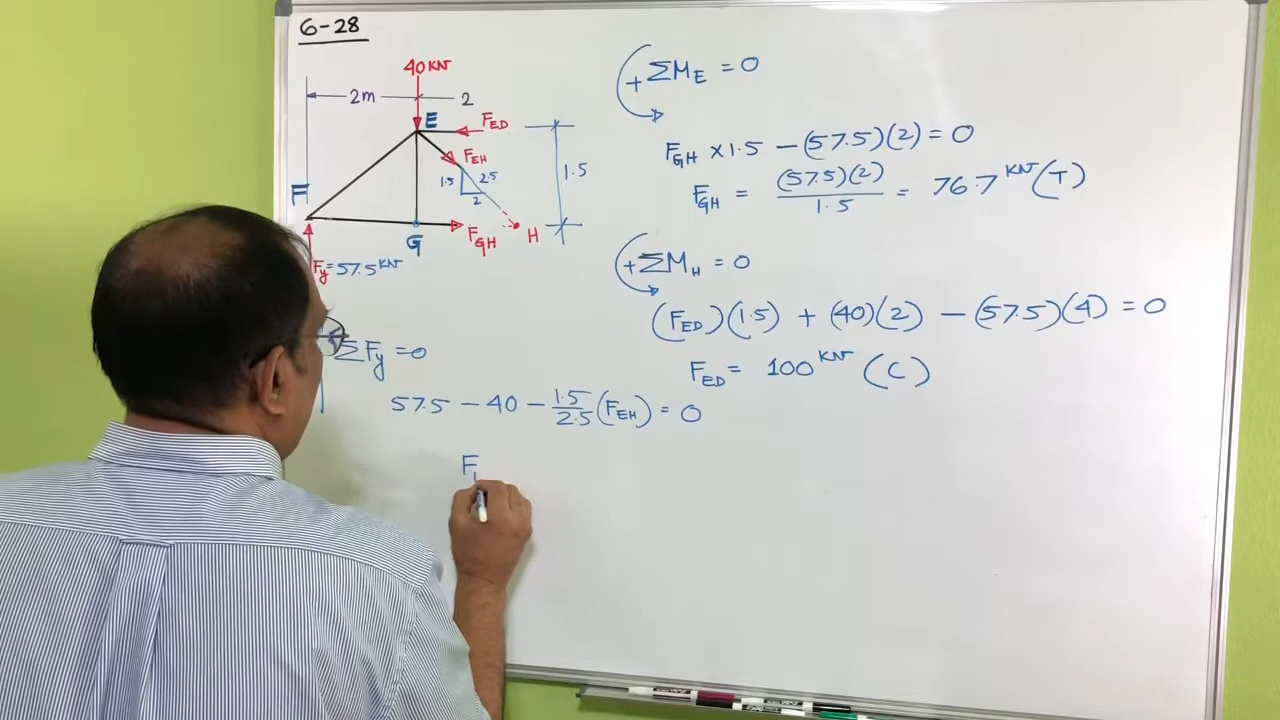 6-28
40 KN
2m
2
E
F_ED
F_EH
1.5
2.5
2
1.5
F
G
F_GH
H
Fy = 57.5 KN
ΣFy = 0
57.5 - 40 - 1.5/2.5 (F_EH) = 0
F
+ ΣM_E = 0
F_GH × 1.5 - (57.5)(2) = 0
F_GH = (57.5)(2)/1.5 = 76.7 KN (T)
+ ΣM_H = 0
(F_ED)(1.5) + (40)(2) - (57.5)(4) = 0
F_ED = 100 KN (C)